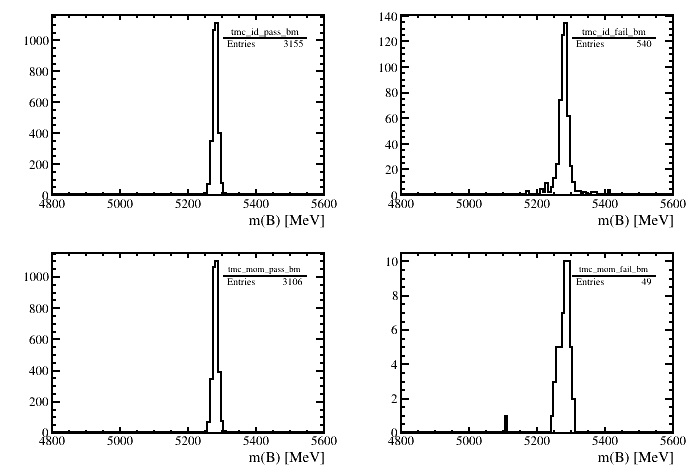 tmc_id_pass_bm
Entries 3155
1000
800
600
400
200
0
4800 5000 5200 5400 5600
m(B) [MeV]
tmc_id_fail_bm
Entries 540
140
120
100
80
60
40
20
0
4800 5000 5200 5400 5600
m(B) [MeV]
tmc_mom_pass_bm
Entries 3106
1000
800
600
400
200
0
4800 5000 5200 5400 5600
m(B) [MeV]
tmc_mom_fail_bm
Entries 49
10
8
6
4
2
0
4800 5000 5200 5400 5600
m(B) [MeV]